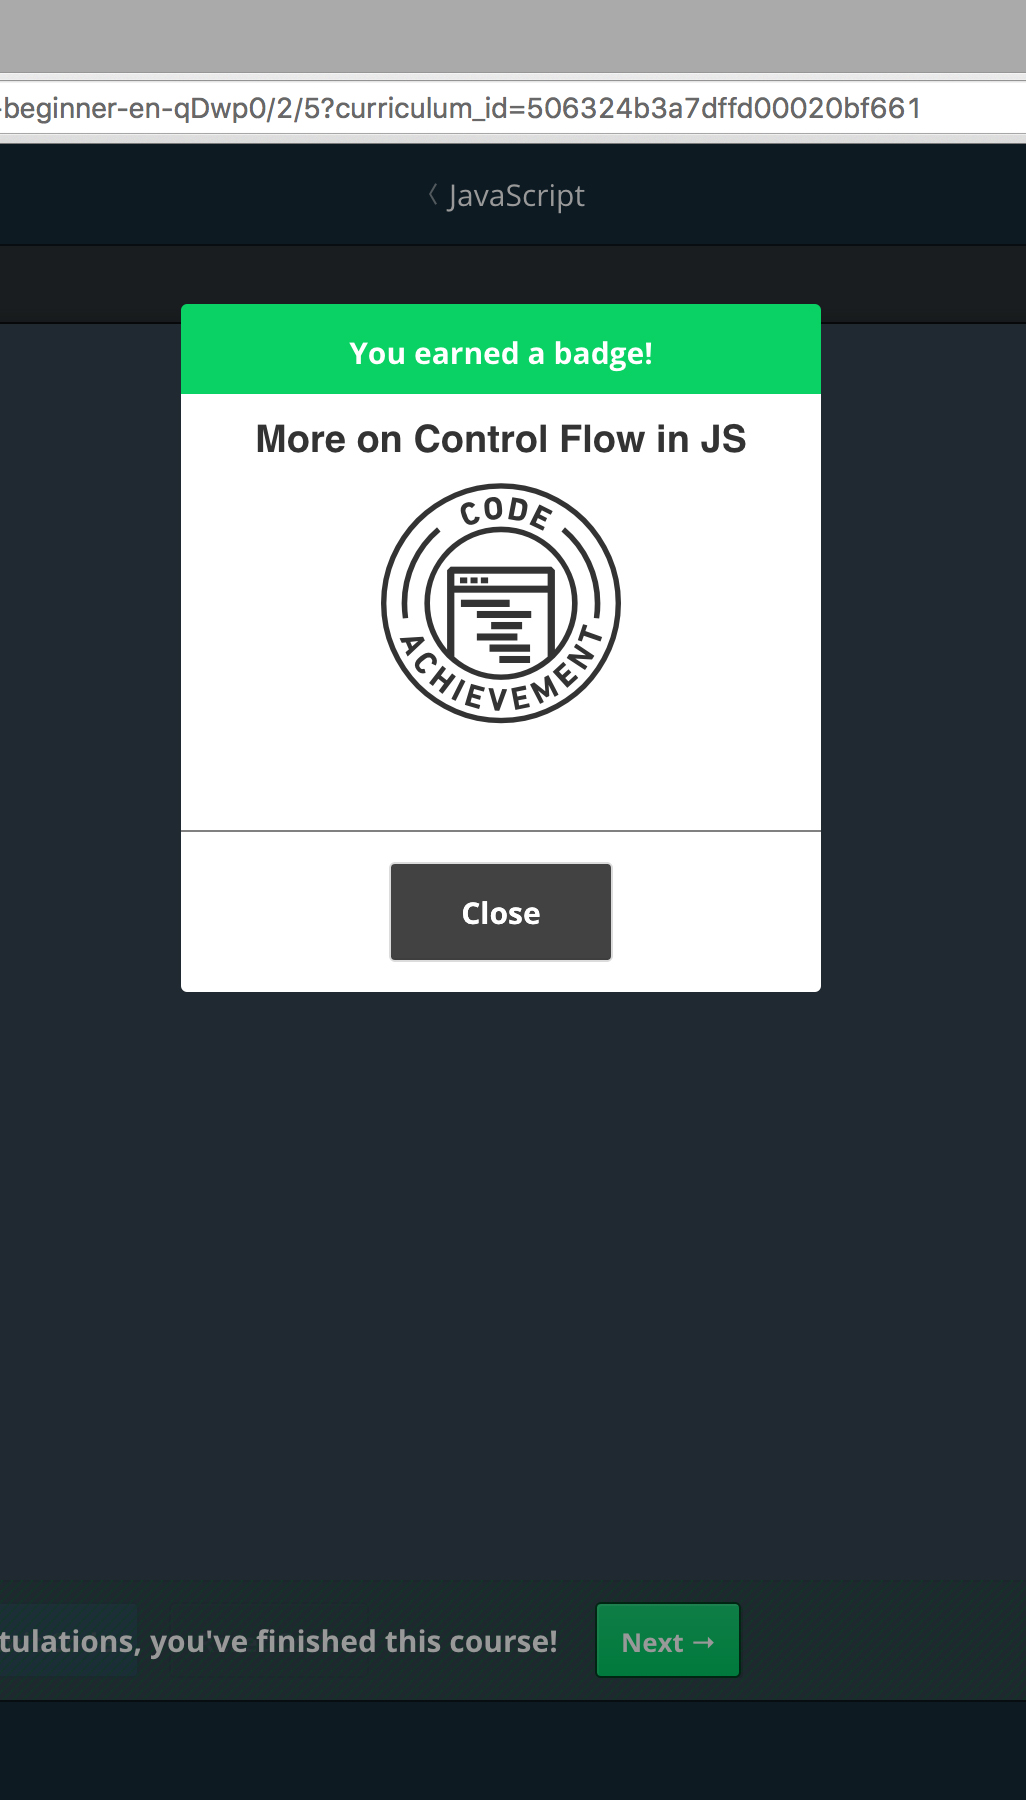 -beginner-en-qDwp0/2/5?curriculum_id=506324b3a7dffd00020bf661
〈 JavaScript
You earned a badge!
More on Control Flow in JS
CODE
ACHIEVEMENT
Close
tulations, you've finished this course!
Next →